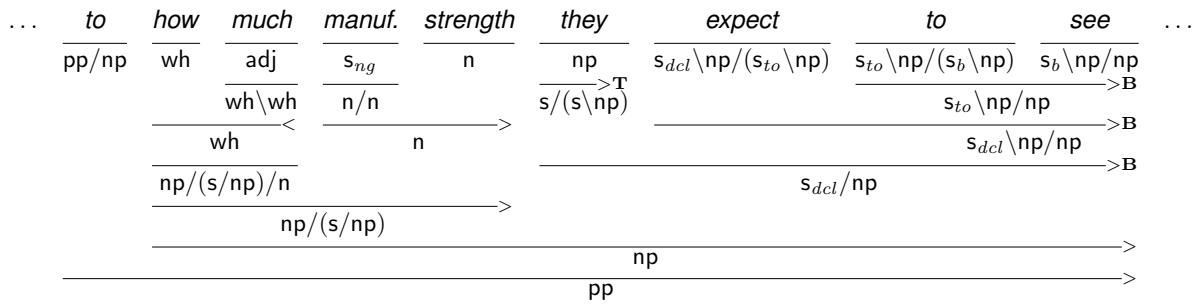 ... to how much manuf. strength they expect to see ...
pp/np wh adj s_ng n np s_dcl\np/(s_to\np) s_to\np/(s_b\np) s_b\np/np
wh\wh n/n >T s/(s\np) >B s_to\np/np
< wh > n >B s_dcl\np/np
np/(s/np)/n >B s_dcl/np
> np/(s/np)
> np
> pp